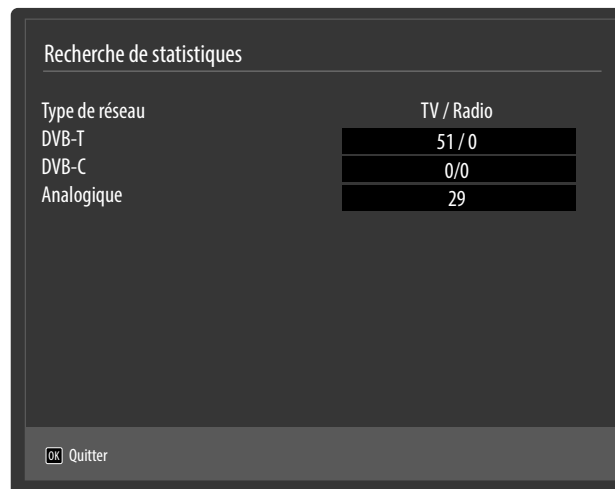 Recherche de statistiques
Type de réseau TV / Radio
DVB-T 51 / 0
DVB-C 0/0
Analogique 29
OK Quitter